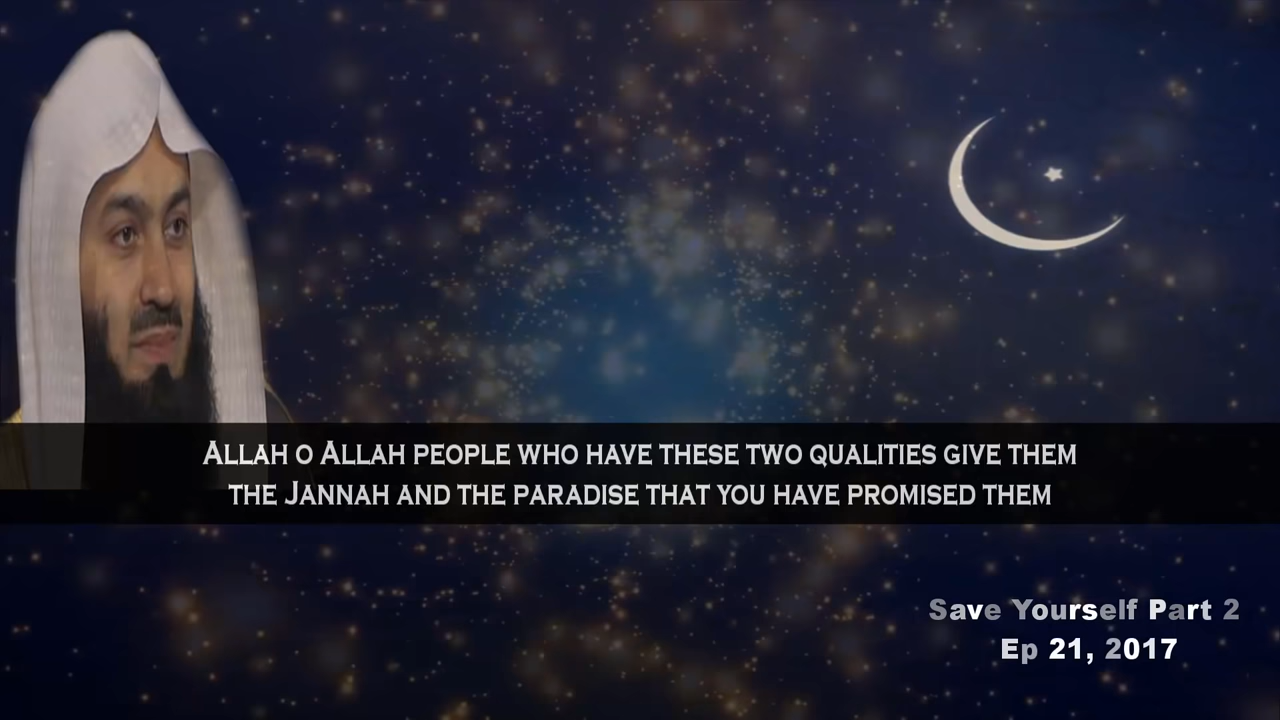 Allah o Allah people who have these two qualities give them
the Jannah and the paradise that you have promised them
Save Yourself Part 2
Ep 21, 2017